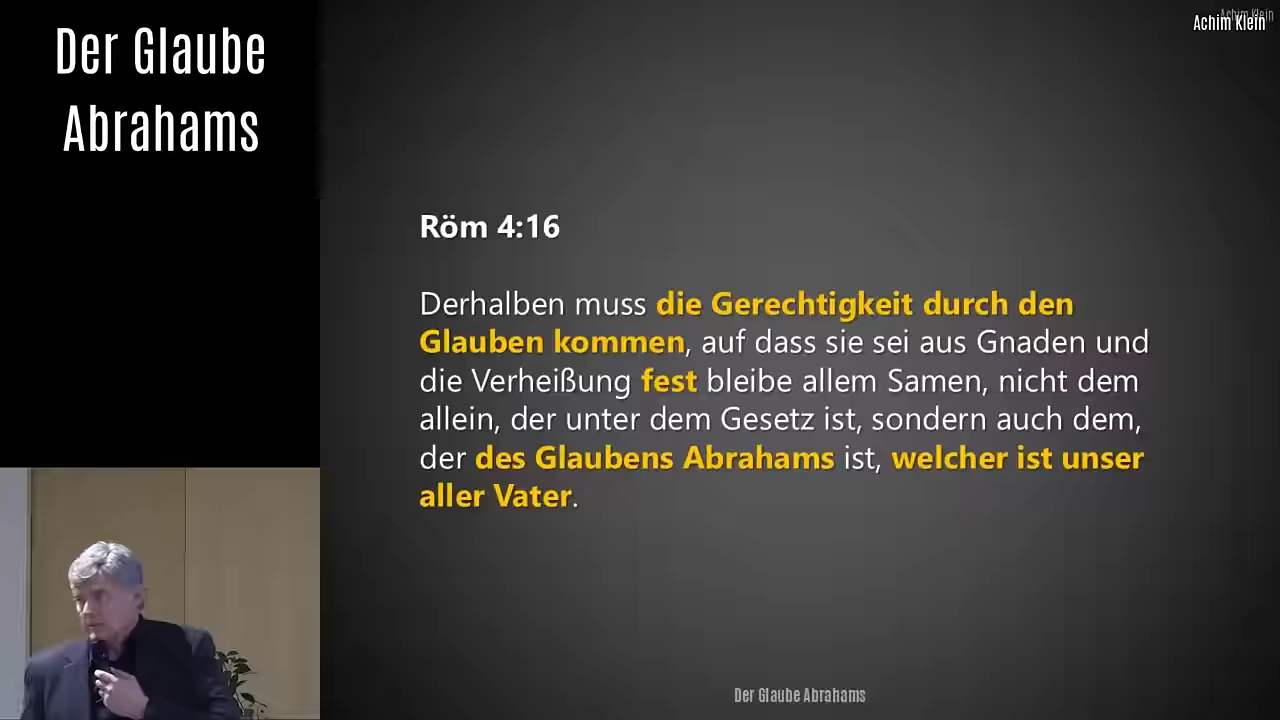 Der Glaube
Abrahams
Achim Klein
Achim Klein
Röm 4:16
Derhalben muss die Gerechtigkeit durch den
Glauben kommen, auf dass sie sei aus Gnaden und
die Verheißung fest bleibe allem Samen, nicht dem
allein, der unter dem Gesetz ist, sondern auch dem,
der des Glaubens Abrahams ist, welcher ist unser
aller Vater.
Der Glaube Abrahams